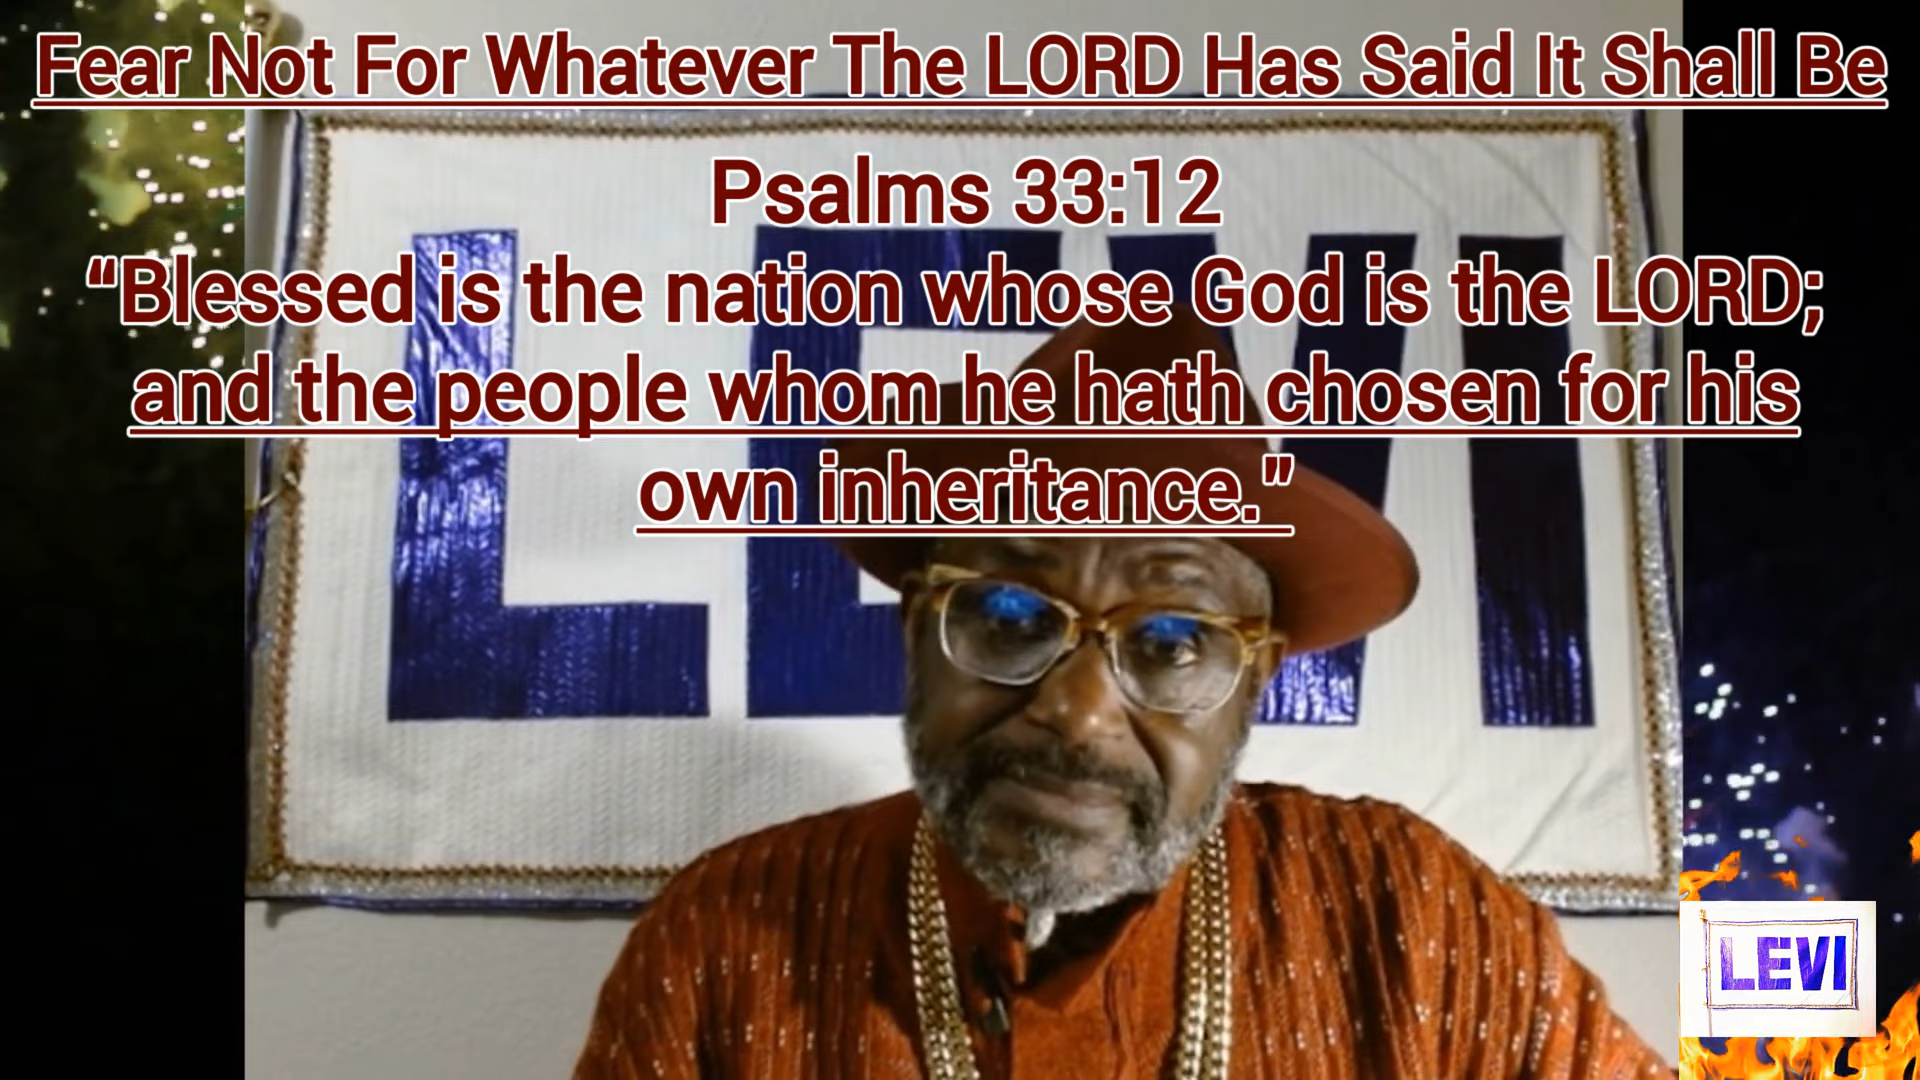 Fear Not For Whatever The LORD Has Said It Shall Be
Psalms 33:12
“Blessed is the nation whose God is the LORD;
and the people whom he hath chosen for his
own inheritance.”
LEVI
LEVI